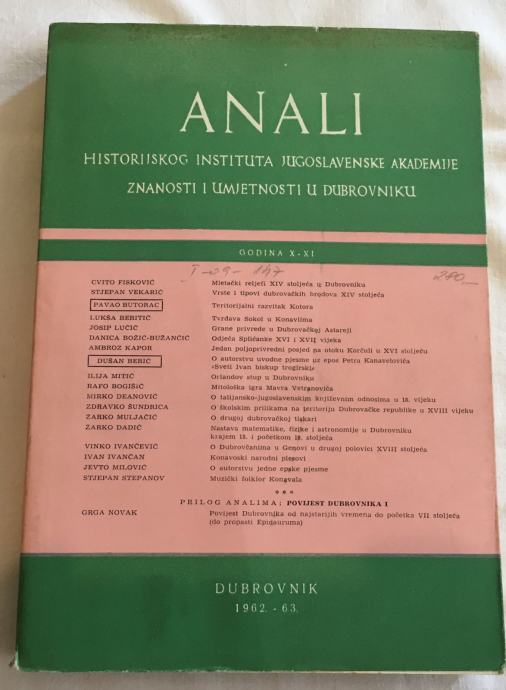 ANALI
HISTORIJSKOG INSTITUTA JUGOSLAVENSKE AKADEMIJE
ZNANOSTI I UMJETNOSTI U DUBROVNIKU
GODINA X-XI
I-09- 147
280_
CVITO FISKOVIĆ Mletački reljefi XIV stoljeća u Dubrovniku
STJEPAN VEKARIĆ Vrste i tipovi dubrovačkih brodova XIV stoljeća
PAVAO BUTORAC Teritorijalni razvitak Kotora
LUKŠA BERITIĆ Tvrđava Sokol u Konavlima
JOSIP LUČIĆ Grane privrede u Dubrovačkoj Astareji
DANICA BOŽIĆ-BUŽANČIĆ Odjeća Splićanke XVI i XVII vijeka
AMBROZ KAPOR Jedan poljoprivredni posjed na otoku Korčuli u XVI stoljeću
DUŠAN BERIĆ O autorstvu uvodne pjesme uz epos Petra Kanavelovića
«Sveti Ivan biskup trogirski»
ILIJA MITIĆ Orlandov stup u Dubrovniku
RAFO BOGIŠIĆ Mitološka igra Mavra Vetranovića
MIRKO DEANOVIĆ O talijansko-jugoslavenskim književnim odnosima u 18. vijeku
ZDRAVKO ŠUNDRICA O školskim prilikama na teritoriju Dubrovačke republike u XVIII vijeku
ŽARKO MULJAČIĆ O drugoj dubrovačkoj tiskari
ŽARKO DADIĆ Nastava matematike, fizike i astronomije u Dubrovniku
krajem 18. i početkom 19. stoljeća
VINKO IVANČEVIĆ O Dubrovčanima u Genovi u drugoj polovici XVIII stoljeća
IVAN IVANČAN Konavoski narodni plesovi
JEVTO MILOVIĆ O autorstvu jedne epske pjesme
STJEPAN STEPANOV Muzički folklor Konavala
* * *
PRILOG ANALIMA: POVIJEST DUBROVNIKA I
GRGA NOVAK Povijest Dubrovnika od najstarijih vremena do početka VII stoljeća
(do propasti Epidauruma)
DUBROVNIK
1962. - 63.